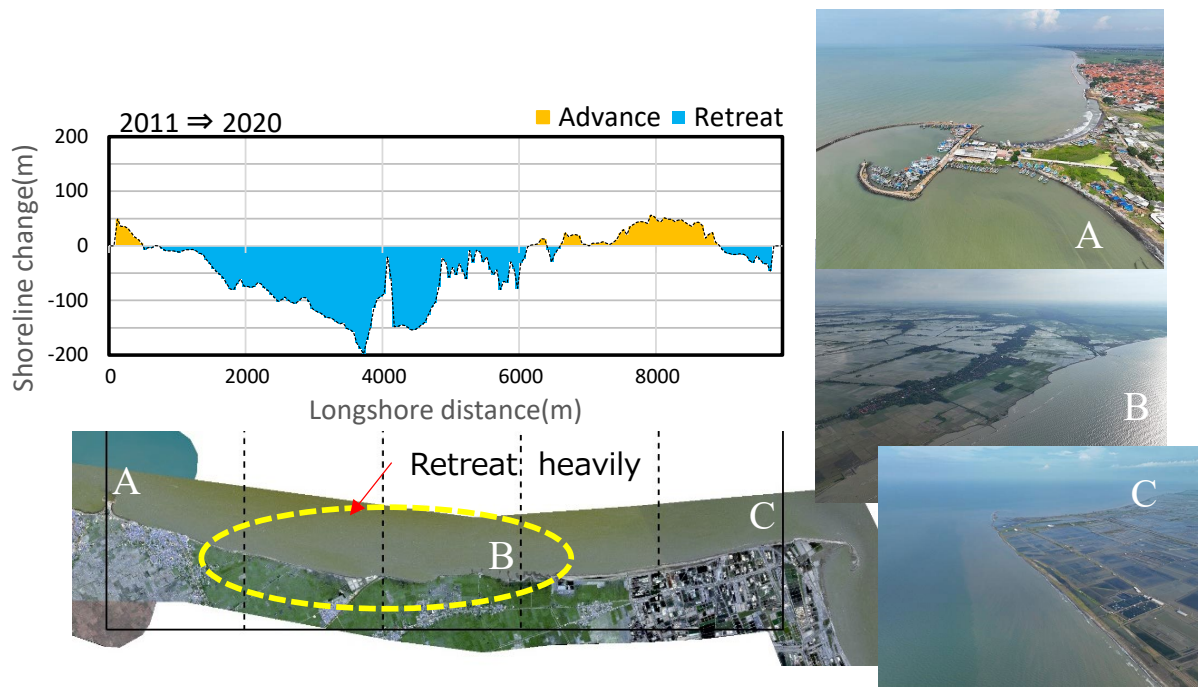 2011 ⇒ 2020
Advance Retreat
200
100
0
-100
-200
Shoreline change(m)
0 2000 4000 6000 8000
Longshore distance(m)
Retreat heavily
A
B
C
A
B
C